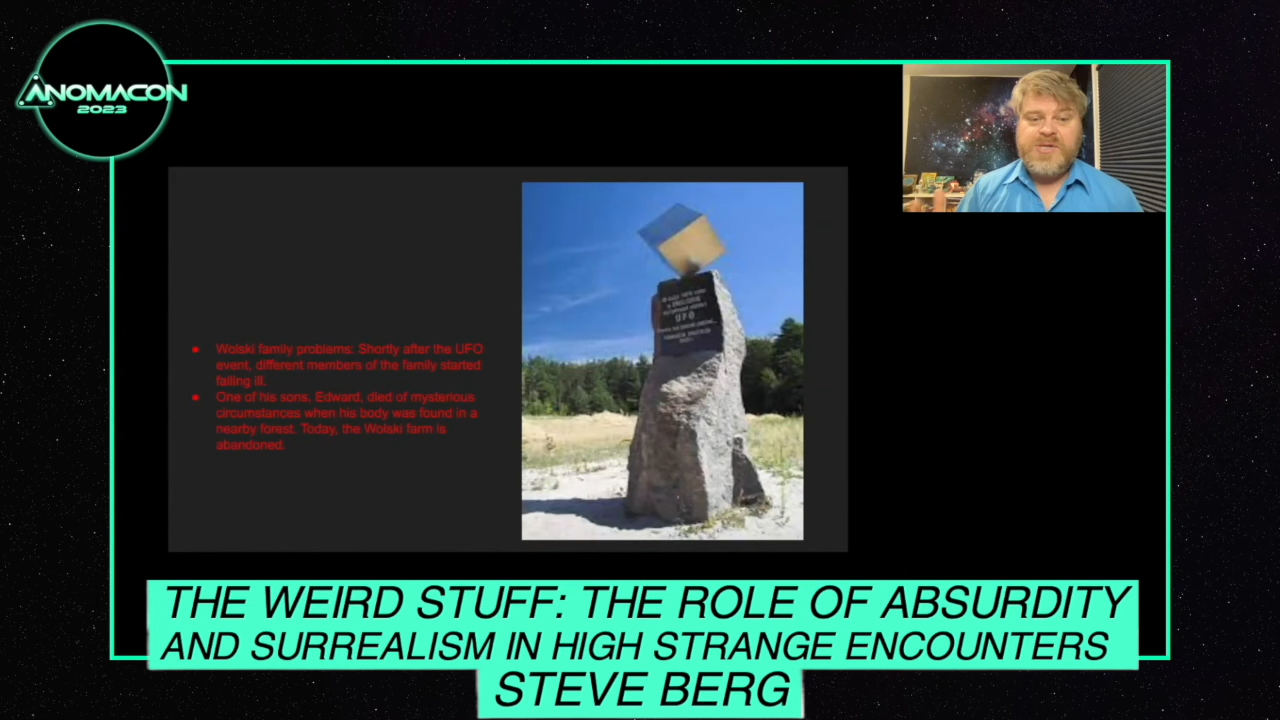 ANOMACON
2023
● Wolski family problems: Shortly after the UFO
event, different members of the family started
falling ill.
● One of his sons, Edward, died of mysterious
circumstances when his body was found in a
nearby forest. Today, the Wolski farm is
abandoned.
UFO
THE WEIRD STUFF: THE ROLE OF ABSURDITY
AND SURREALISM IN HIGH STRANGE ENCOUNTERS
STEVE BERG